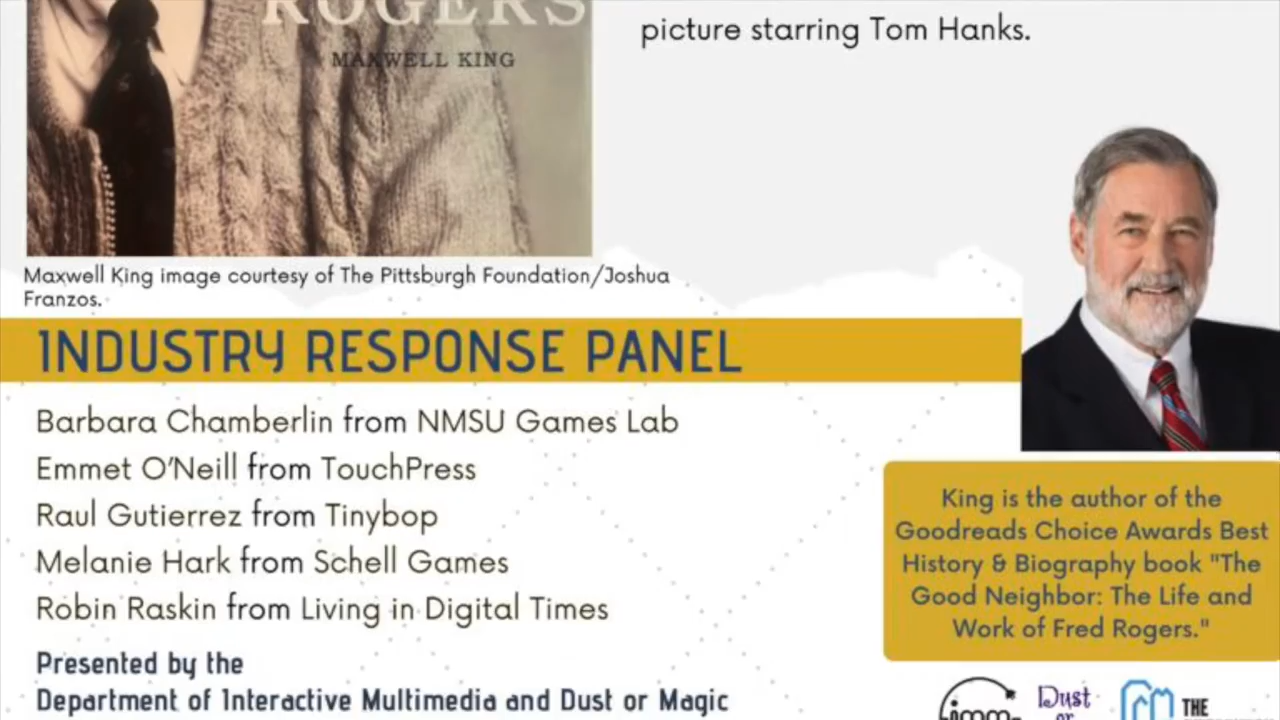 ROGERS
MAXWELL KING
picture starring Tom Hanks.
Maxwell King image courtesy of The Pittsburgh Foundation/Joshua
Franzos.
INDUSTRY RESPONSE PANEL
Barbara Chamberlin from NMSU Games Lab
Emmet O’Neill from TouchPress
Raul Gutierrez from Tinybop
Melanie Hark from Schell Games
Robin Raskin from Living in Digital Times
King is the author of the
Goodreads Choice Awards Best
History & Biography book "The
Good Neighbor: The Life and
Work of Fred Rogers."
Presented by the
Department of Interactive Multimedia and Dust or Magic
imm
Dust
or
THE